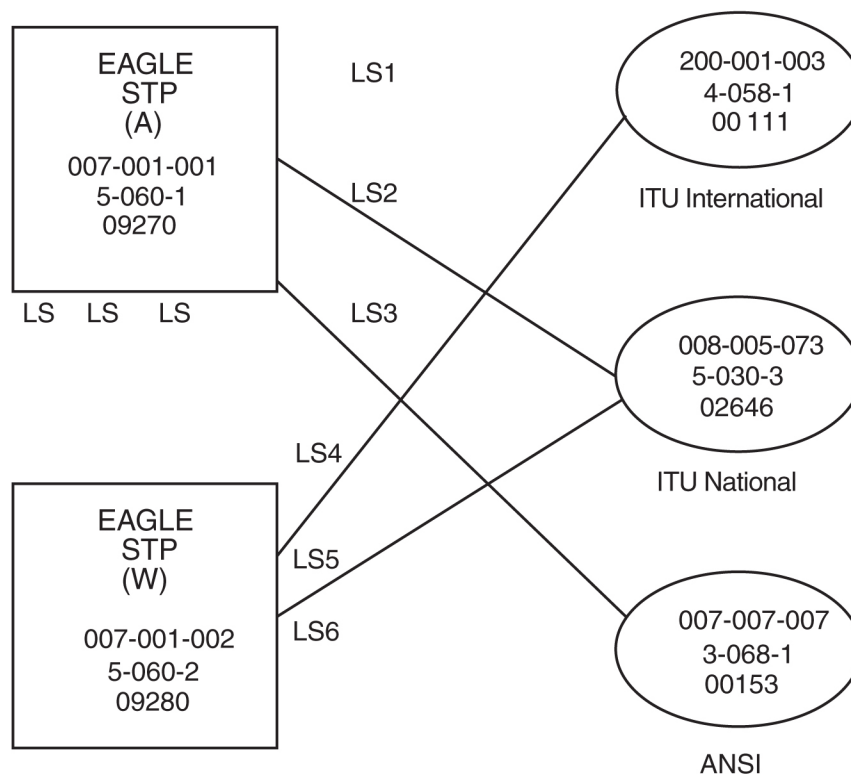 EAGLE
STP
(A)
007-001-001
5-060-1
09270
LS LS LS
LS1
LS2
LS3
LS4
LS5
LS6
EAGLE
STP
(W)
007-001-002
5-060-2
09280
200-001-003
4-058-1
00 111
ITU International
008-005-073
5-030-3
02646
ITU National
007-007-007
3-068-1
00153
ANSI